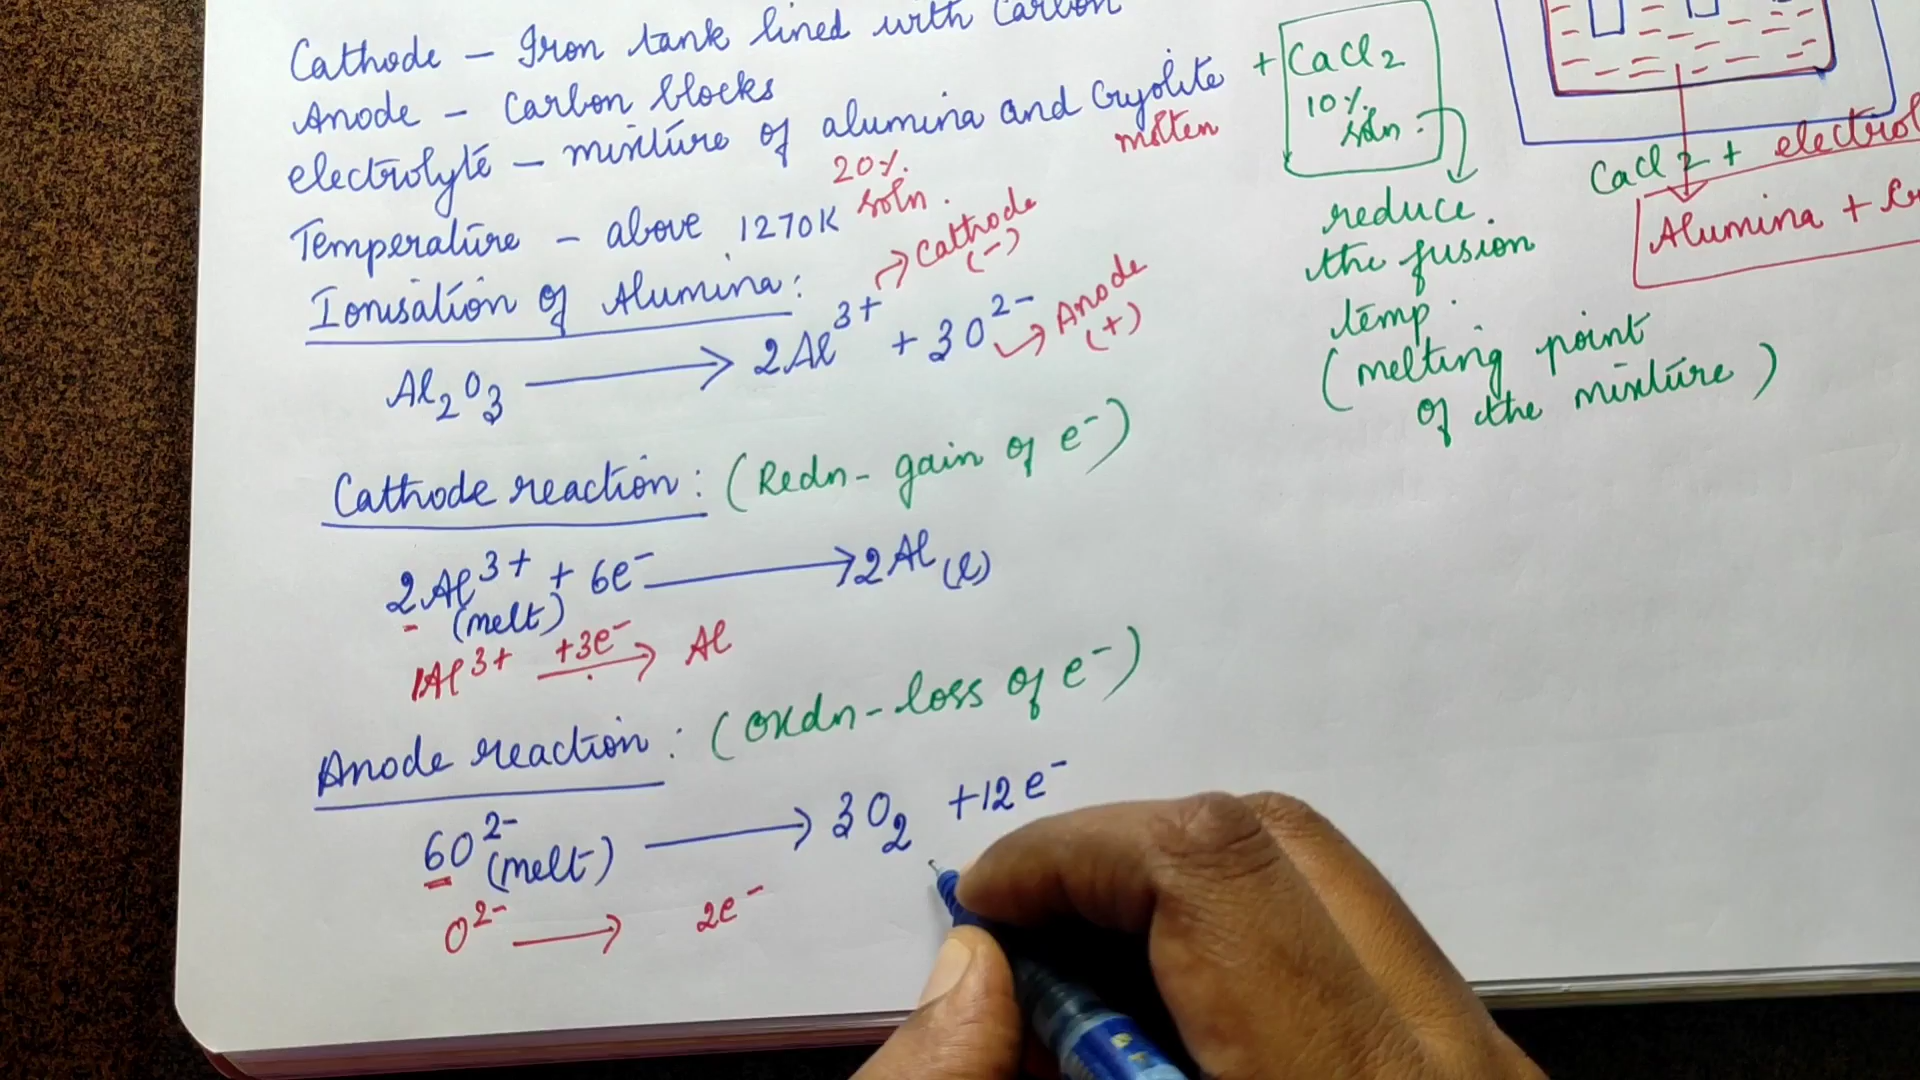 Cathode – Iron tank lined with Carbon
Anode – Carbon blocks
electrolyte – mixture of alumina and Cryolite + CaCl2
20%. soln.
molten
10%. soln.
Temperature – above 1270K
Ionisation of Alumina:
Al2O3 ⟶ 2Al³⁺ + 3O²⁻
→ Cathode (-)
→ Anode (+)
reduce.
the fusion
temp.
(melting point
of the mixture)
CaCl2 +
Alumina +
Cathode reaction: (Redn- gain of e⁻)
2Al³⁺ + 6e⁻ ⟶ 2Al(l)
(melt)
1Al³⁺ +3e⁻ ⟶ Al
Anode reaction: (Oxdn-loss of e⁻)
6O²⁻ (melt) ⟶ 3O2 +12e⁻
O²⁻ ⟶ 2e⁻